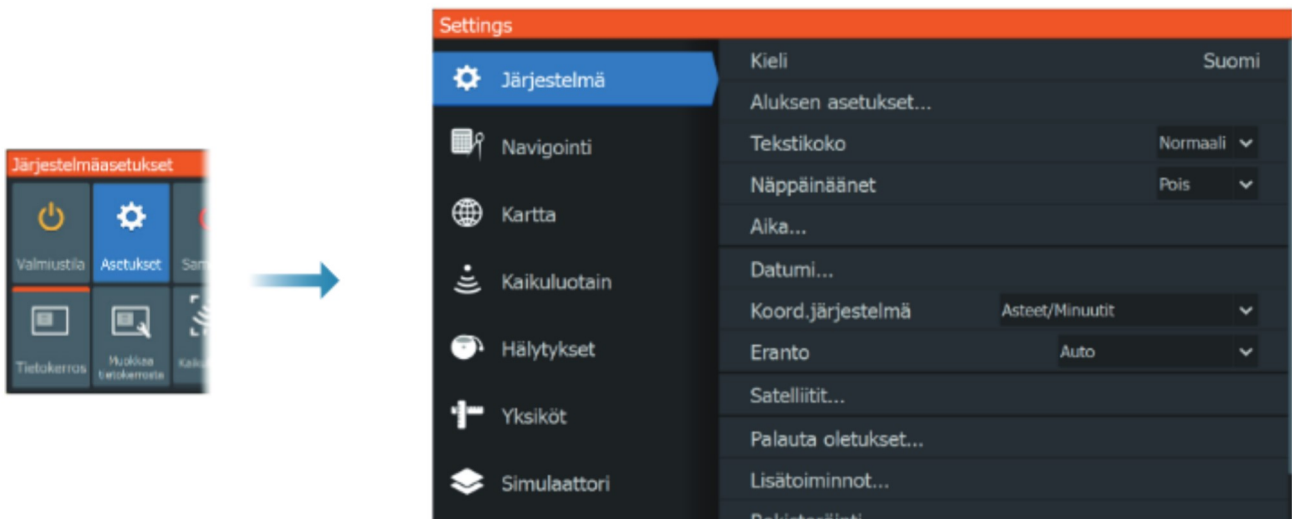 Järjestelmäasetukset
Valmiustila
Asetukset
Sam
Tietokerros
Muokkaa
tietokerrosta
Settings
Järjestelmä
Navigointi
Kartta
Kaikuluotain
Hälytykset
Yksiköt
Simulaattori
Kieli Suomi
Aluksen asetukset...
Tekstikoko Normaali
Näppäinäänet Pois
Aika...
Datumi...
Koord.järjestelmä Asteet/Minuutit
Eranto Auto
Satelliitit...
Palauta oletukset...
Lisätoiminnot...